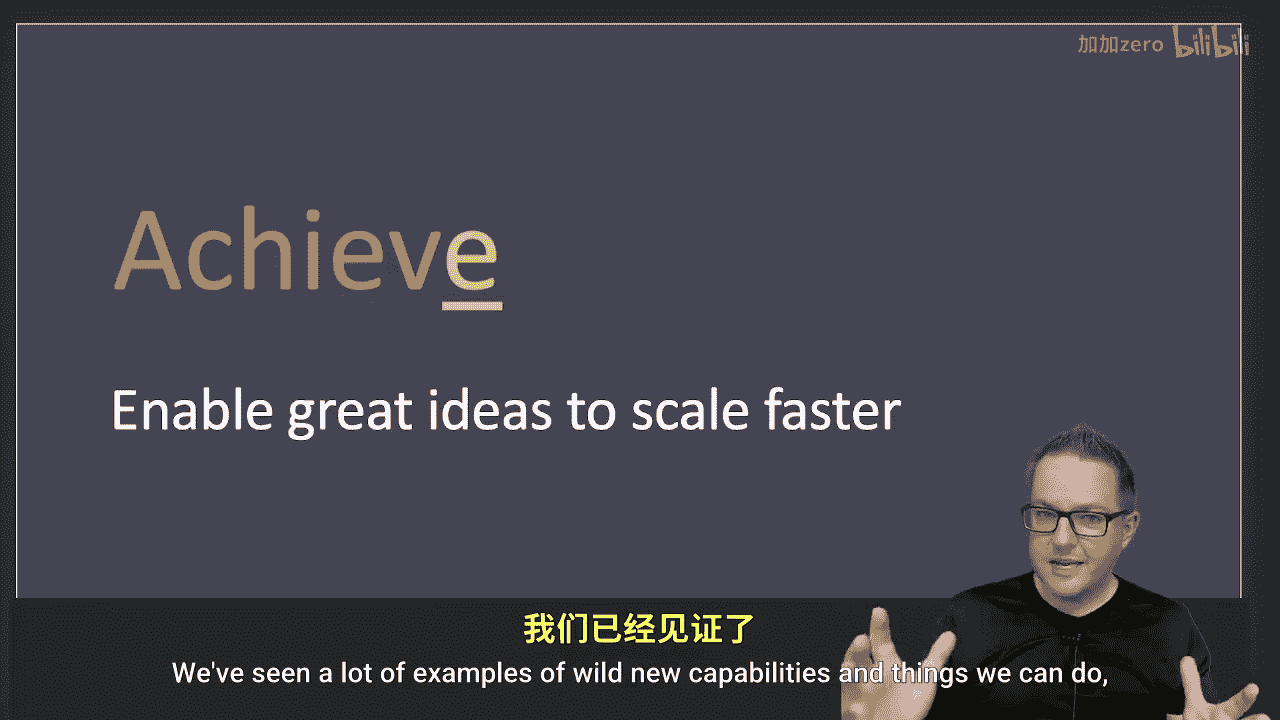 加加zero bilibili
Achieve
Enable great ideas to scale faster
我们已经见证了
We've seen a lot of examples of wild new capabilities and things we can do,